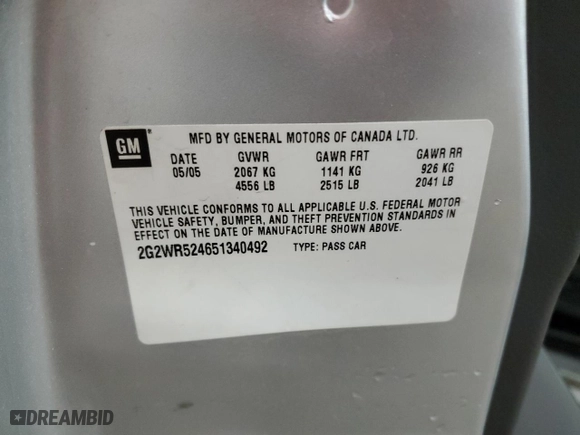 GM
MFD BY GENERAL MOTORS OF CANADA LTD.
DATE GVWR GAWR FRT GAWR RR
05/05 2067 KG 1141 KG 926 KG
4556 LB 2515 LB 2041 LB
THIS VEHICLE CONFORMS TO ALL APPLICABLE U.S. FEDERAL MOTOR
VEHICLE SAFETY, BUMPER, AND THEFT PREVENTION STANDARDS IN
EFFECT ON THE DATE OF MANUFACTURE SHOWN ABOVE.
2G2WR524651340492 TYPE: PASS CAR
DREAMBID